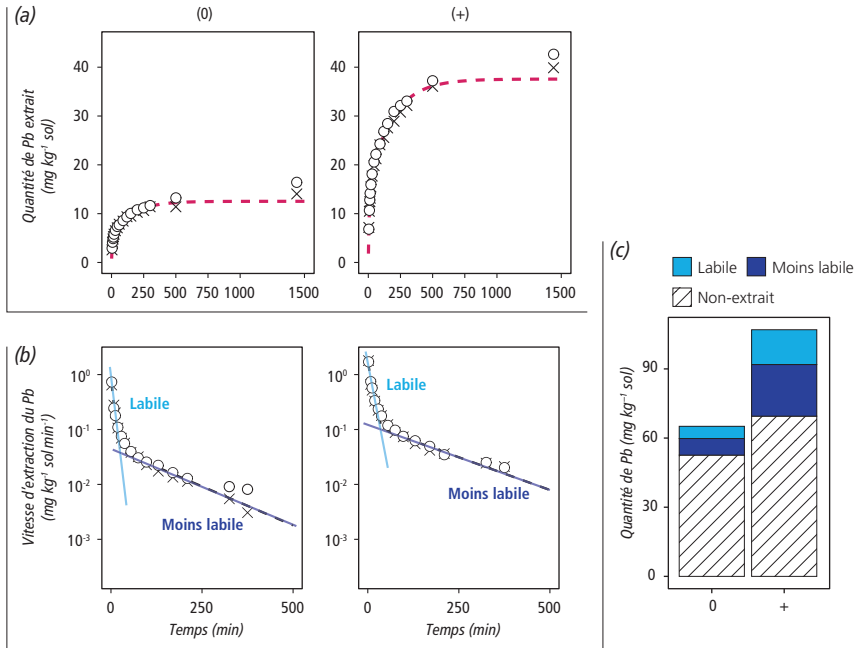 (a)
(0)
(+)
Quantité de Pb extrait
(mg kg⁻¹ sol)
40
30
20
10
0
0 250 500 750 1000 1500
40
30
20
10
0
0 250 500 750 1000 1500
(b)
Vitesse d'extraction du Pb
(mg kg⁻¹ sol min⁻¹)
10⁰
10⁻¹
10⁻²
10⁻³
Labile
Moins labile
0 250 500
Temps (min)
10⁰
10⁻¹
10⁻²
10⁻³
Labile
Moins labile
0 250 500
Temps (min)
(c)
Labile Moins labile
Non-extrait
Quantité de Pb (mg kg⁻¹ sol)
90
60
30
0
0 +